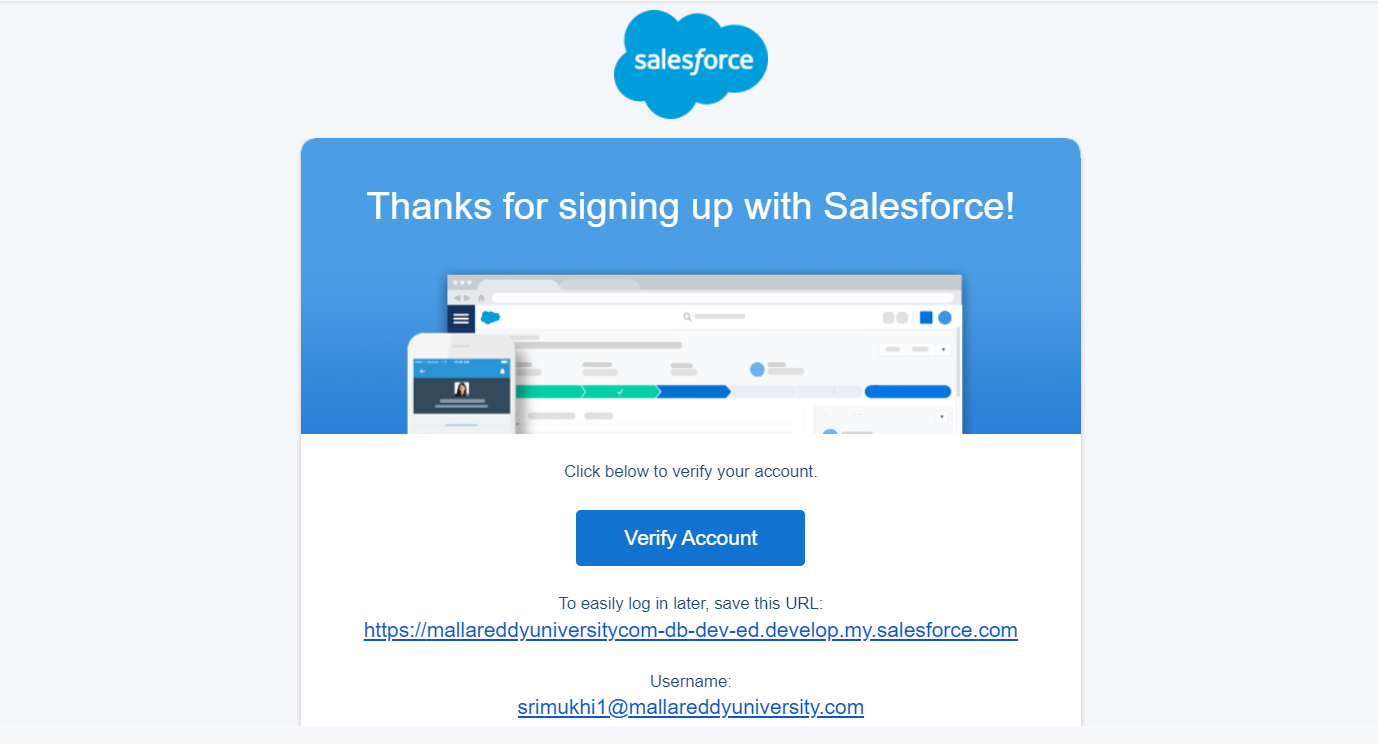 salesforce
Thanks for signing up with Salesforce!
Click below to verify your account.
Verify Account
To easily log in later, save this URL:
https://mallareddyuniversitycom-db-dev-ed.develop.my.salesforce.com
Username:
srimukhi1@mallareddyuniversity.com